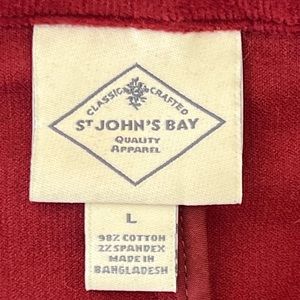 CLASSIC CRAFTED
ST JOHN'S BAY
QUALITY
APPAREL
L
98% COTTON
2% SPANDEX
MADE IN
BANGLADESH